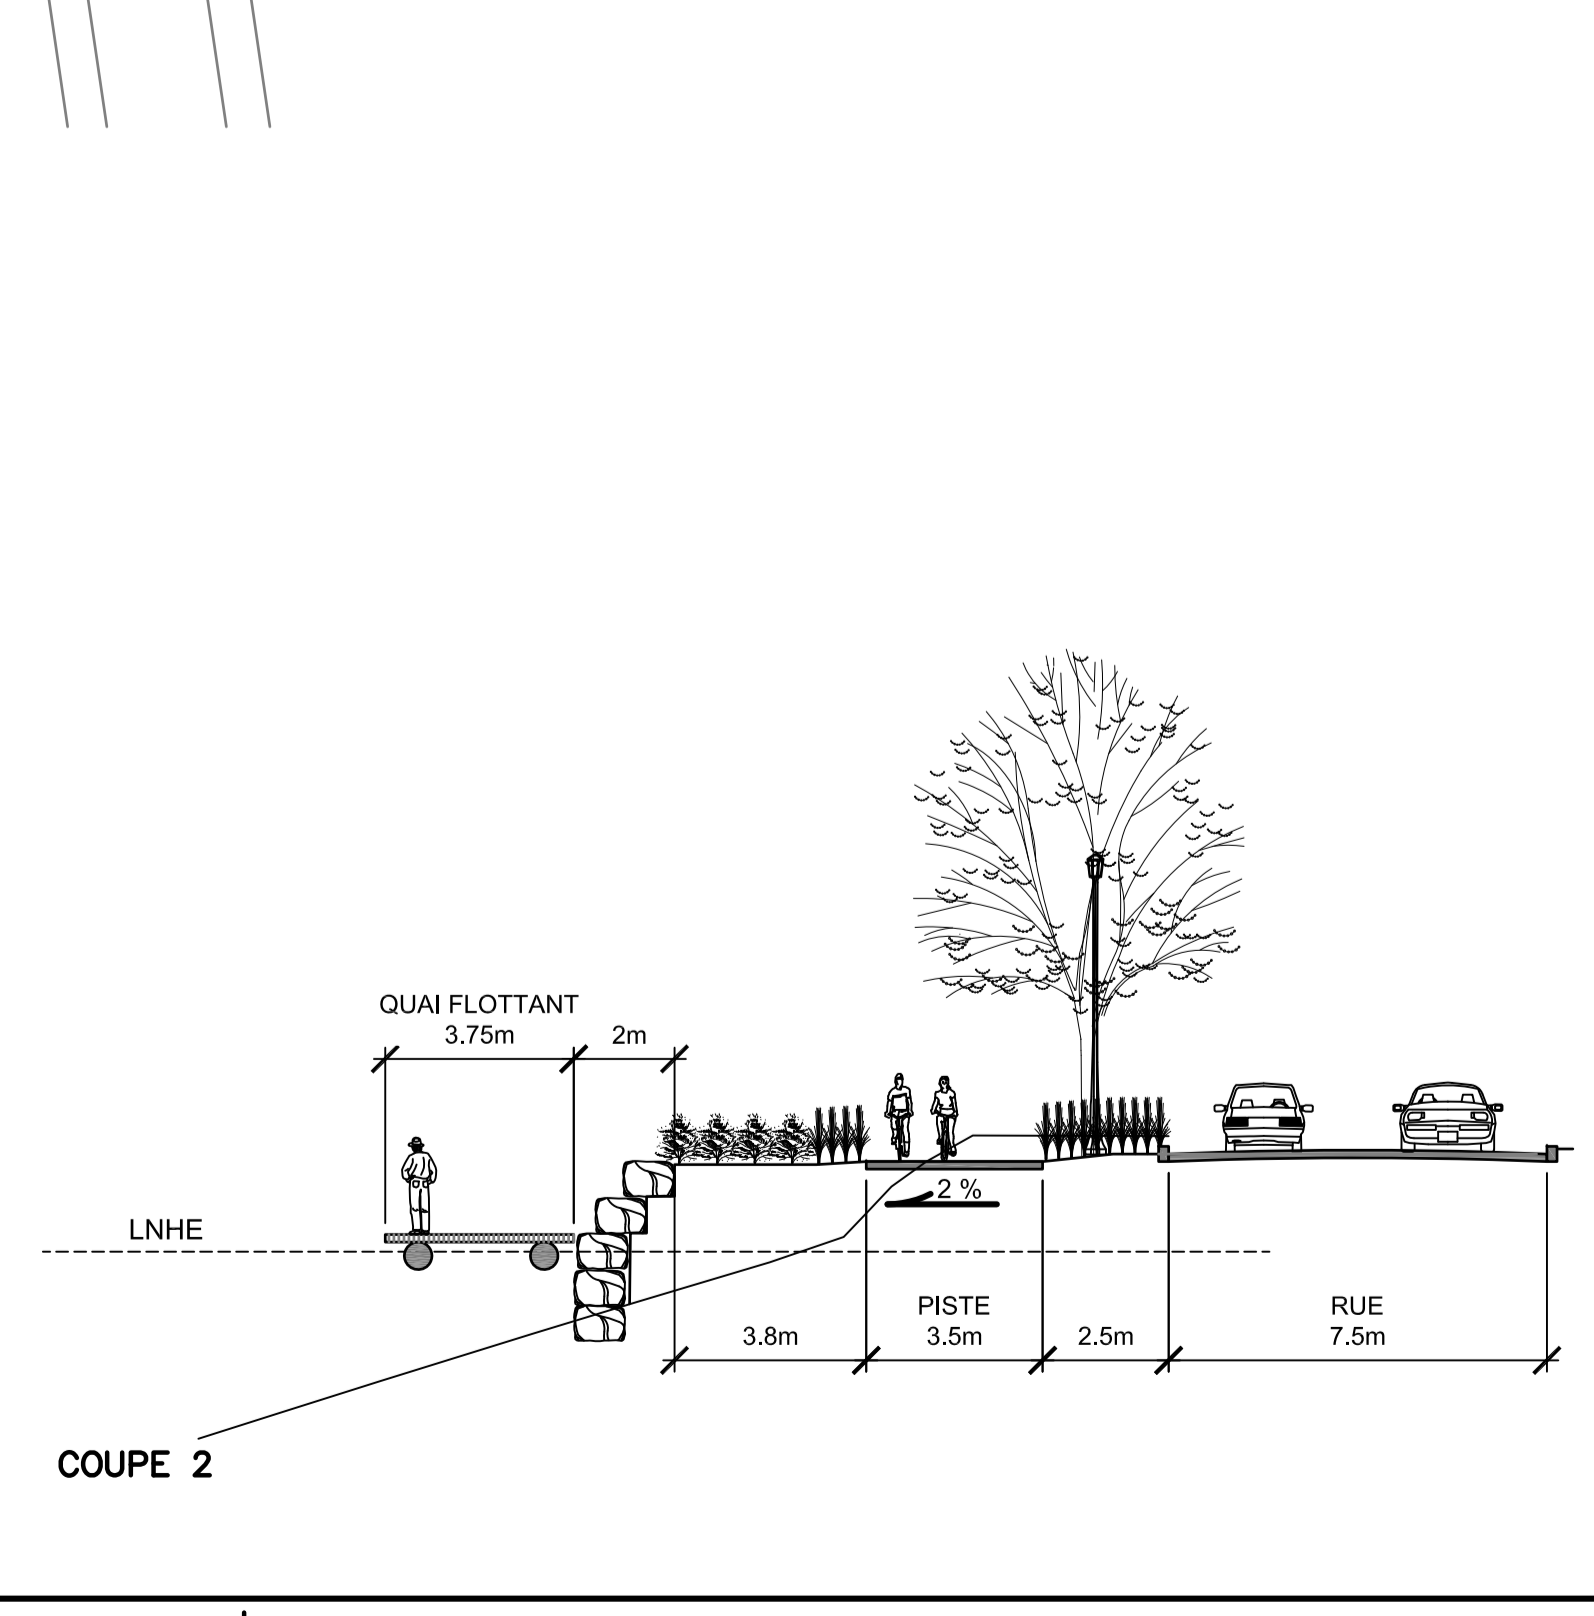 QUAI FLOTTANT
3.75m
2m
LNHE
2 %
PISTE
3.5m
RUE
7.5m
3.8m
2.5m
COUPE 2